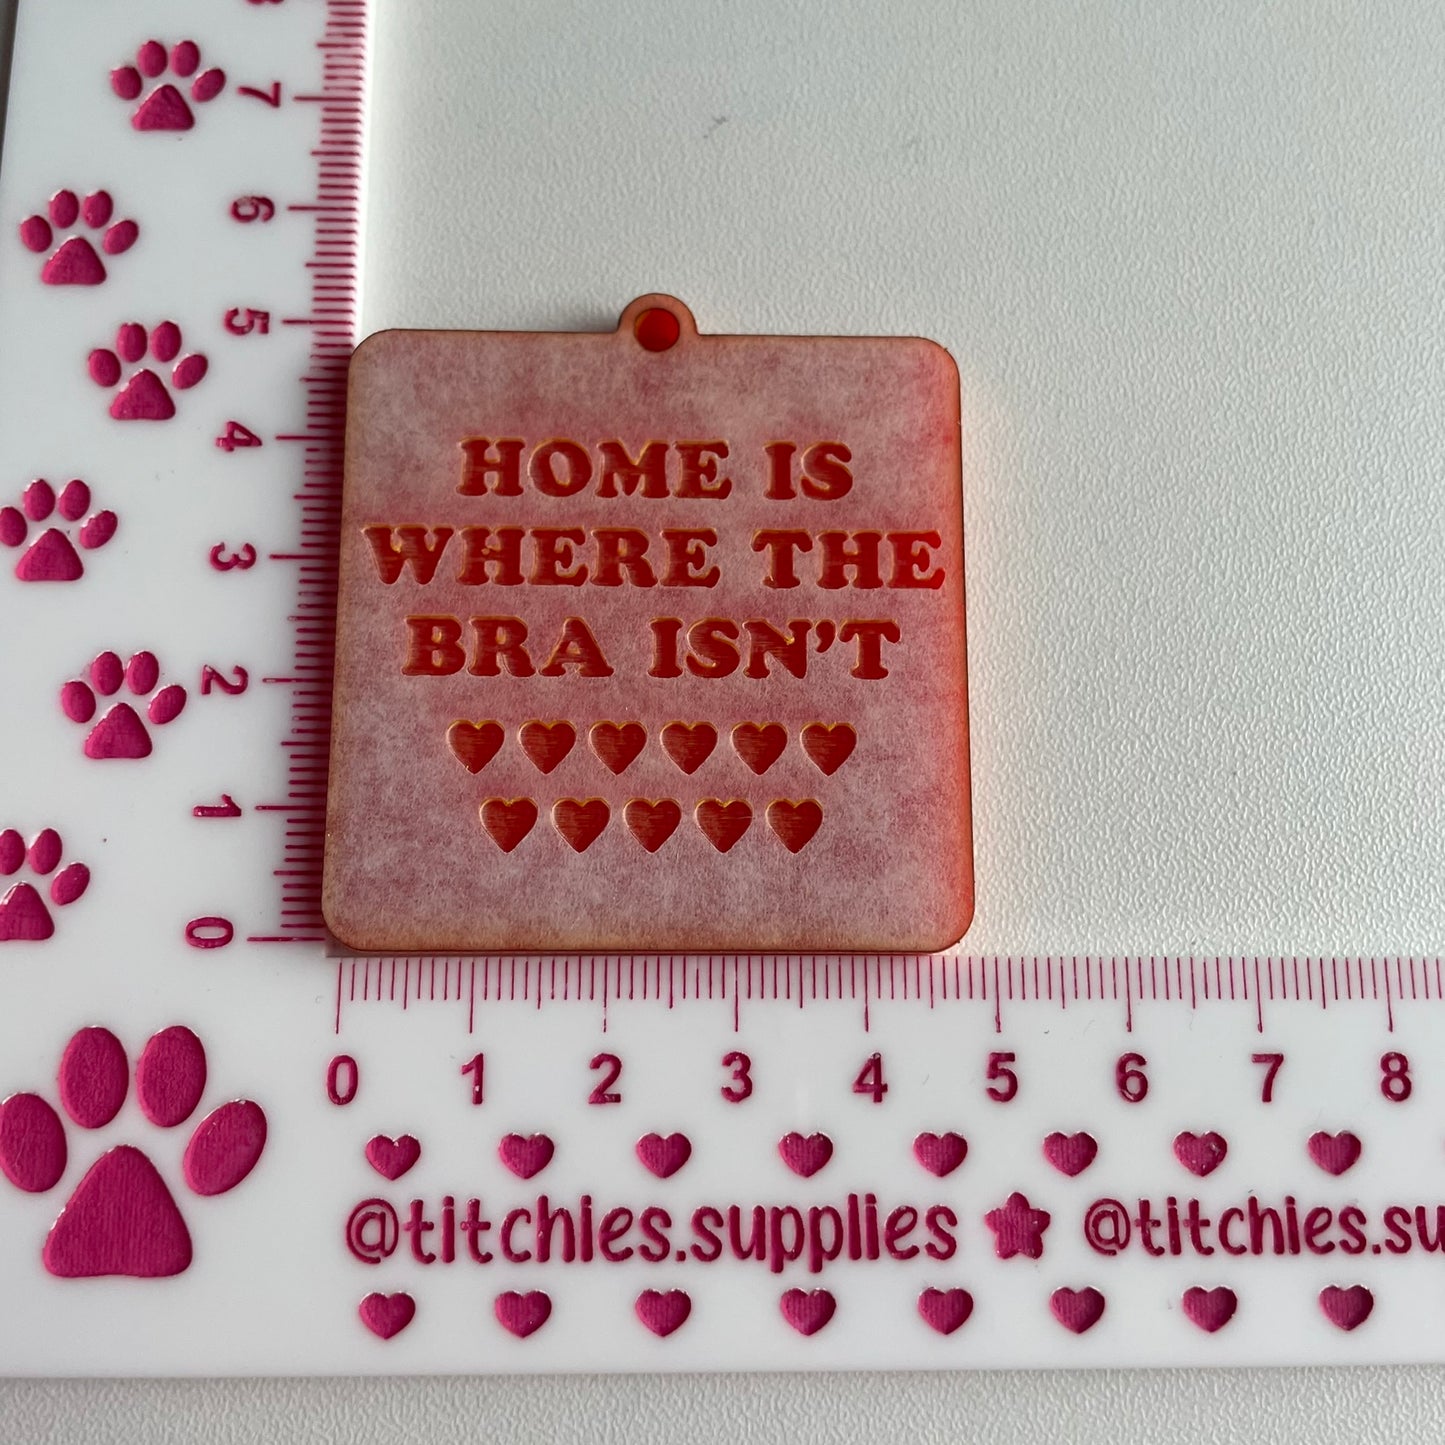 7
6
5
4
3
2
1
0
HOME IS
WHERE THE
BRA ISN'T
0 1 2 3 4 5 6 7 8
@titchies.supplies @titchies.su